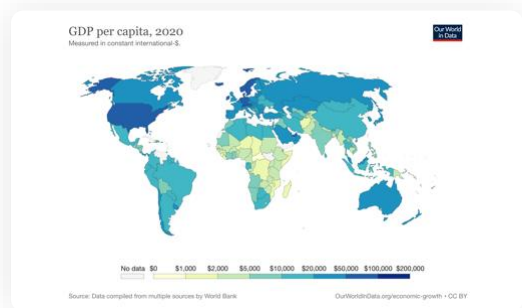 GDP per capita, 2020
Measured in constant international-$.
Our World
in Data
No data $0 $1,000 $2,000 $5,000 $10,000 $20,000 $50,000 $100,000 $200,000
Source: Data compiled from multiple sources by World Bank
OurWorldInData.org/economic-growth • CC BY